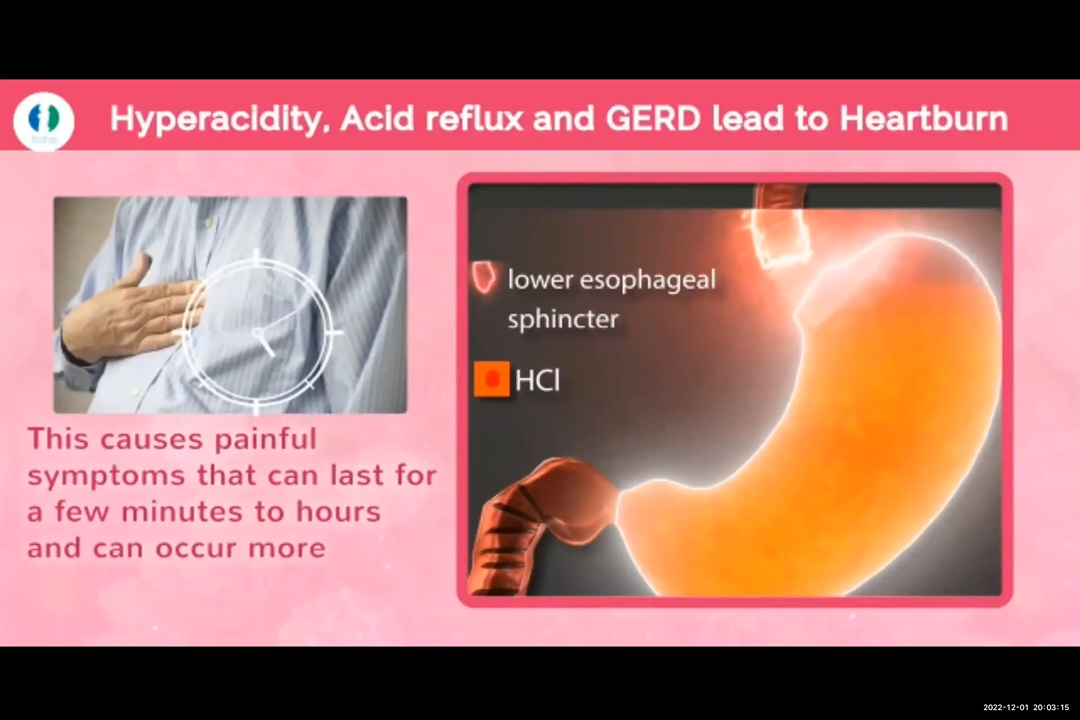 Hyperacidity, Acid reflux and GERD lead to Heartburn
lower esophageal
sphincter
HCl
This causes painful
symptoms that can last for
a few minutes to hours
and can occur more
2022-12-01 20:03:15